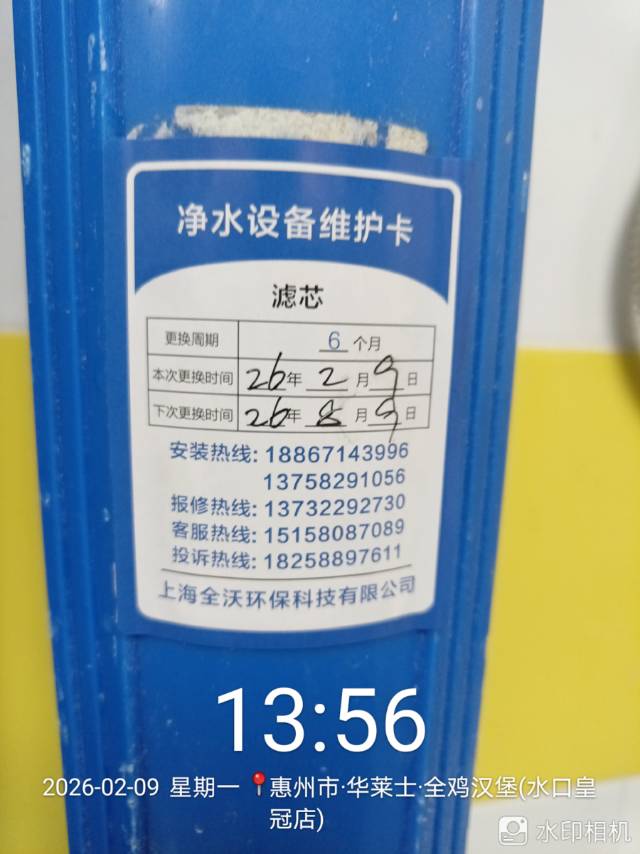 净水设备维护卡
滤芯
更换周期 6 个月
本次更换时间 26年 2 月 9 日
下次更换时间 26年 8 月 9 日
安装热线: 18867143996
13758291056
报修热线: 13732292730
客服热线: 15158087089
投诉热线: 18258897611
上海全沃环保科技有限公司
13:56
2026-02-09 星期一 惠州市·华莱士·全鸡汉堡(水口皇
冠店)
水印相机